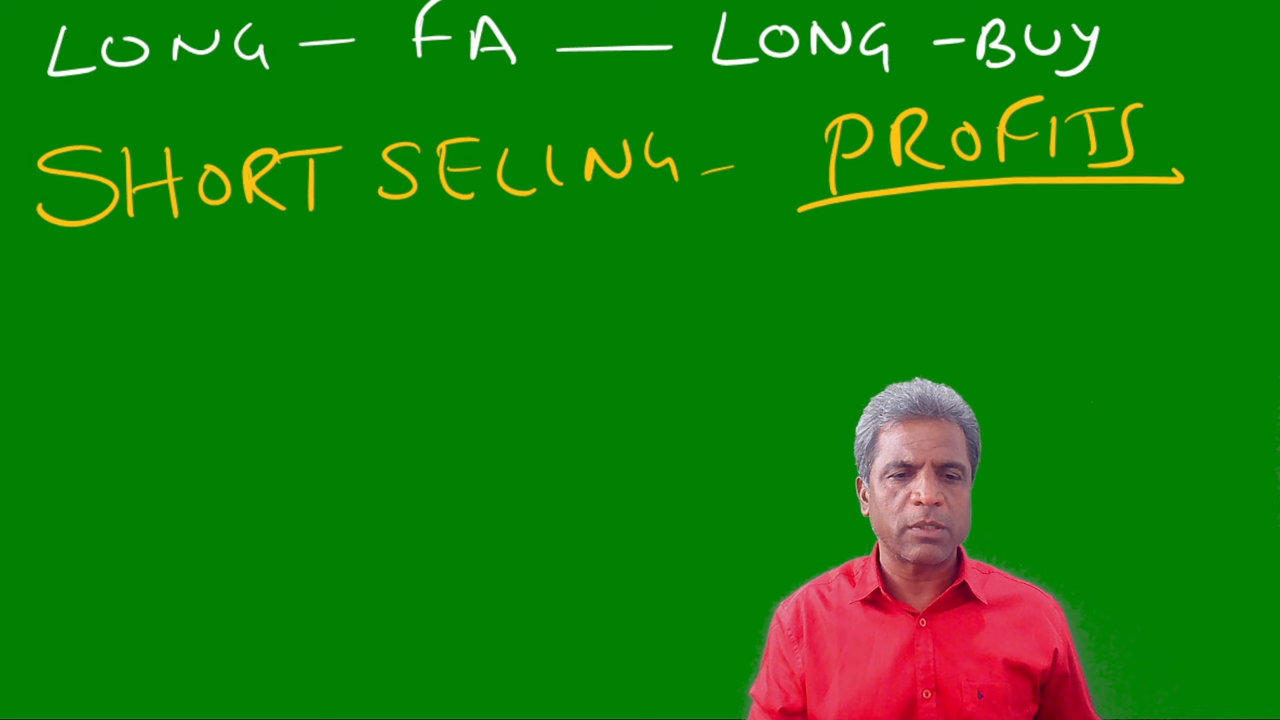 LONG - FA — LONG - BUY
SHORT SELING - PROFITS